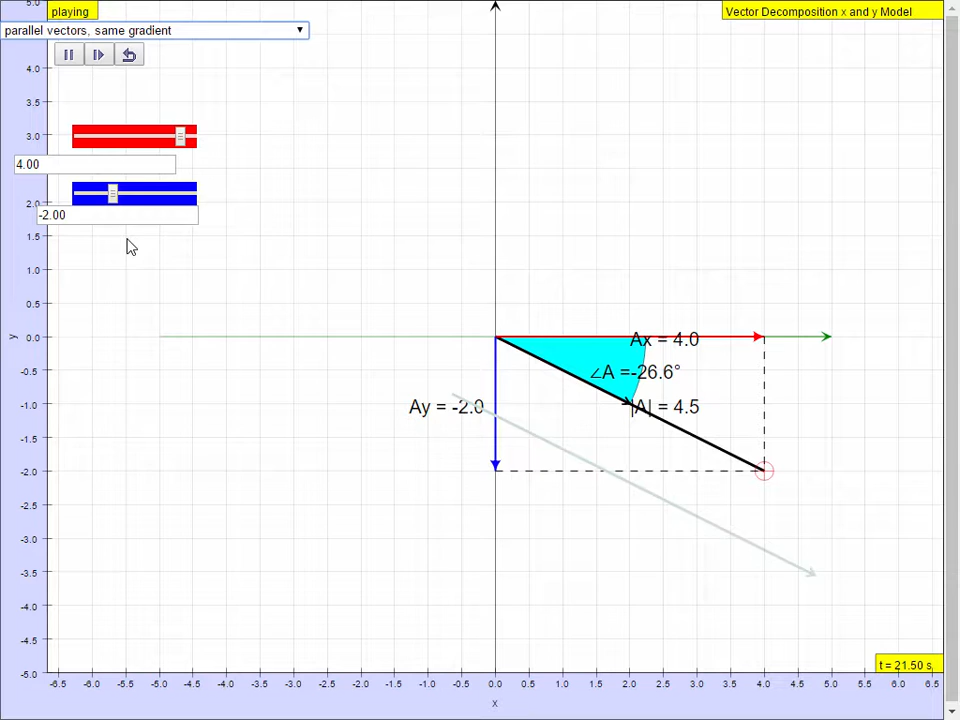 5.0
playing
Vector Decomposition x and y Model
parallel vectors, same gradient
4.0
3.5
3.0
4.00
2.0
-2.00
1.5
1.0
0.5
y
0.0
Ax = 4.0
∠A =-26.6°
-0.5
-1.0
Ay = -2.0
|A| = 4.5
-1.5
-2.0
-2.5
-3.0
-3.5
-4.0
-4.5
-5.0
t = 21.50 s
-6.5 -6.0 -5.5 -5.0 -4.5 -4.0 -3.5 -3.0 -2.5 -2.0 -1.5 -1.0 -0.5 0.0 0.5 1.0 1.5 2.0 2.5 3.0 3.5 4.0 4.5 5.0 5.5 6.0 6.5
x